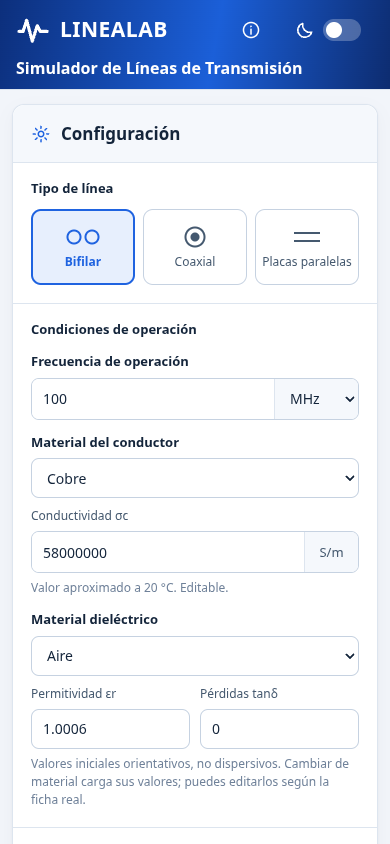 LINEALAB
Simulador de Líneas de Transmisión
Configuración
Tipo de línea
Bifilar
Coaxial
Placas paralelas
Condiciones de operación
Frecuencia de operación
100
MHz
Material del conductor
Cobre
Conductividad σc
58000000
S/m
Valor aproximado a 20 °C. Editable.
Material dieléctrico
Aire
Permitividad εr
Pérdidas tanδ
1.0006
0
Valores iniciales orientativos, no dispersivos. Cambiar de
material carga sus valores; puedes editarlos según la
ficha real.